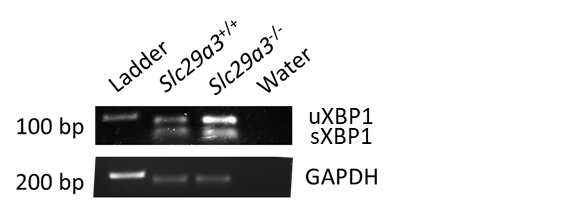 Ladder
Slc29a3+/+
Slc29a3-/-
Water
100 bp
uXBP1
sXBP1
200 bp
GAPDH